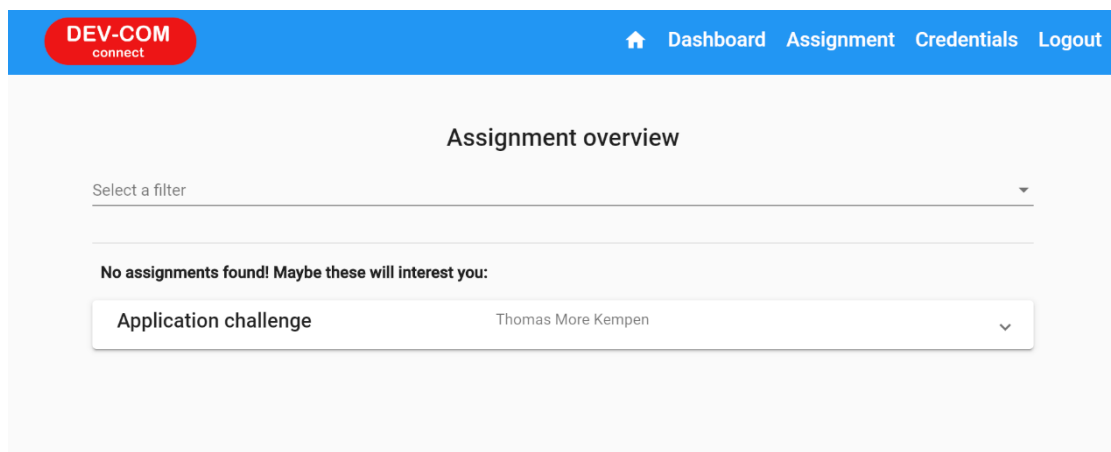 DEV-COM
connect
Dashboard Assignment Credentials Logout
Assignment overview
Select a filter
No assignments found! Maybe these will interest you:
Application challenge Thomas More Kempen